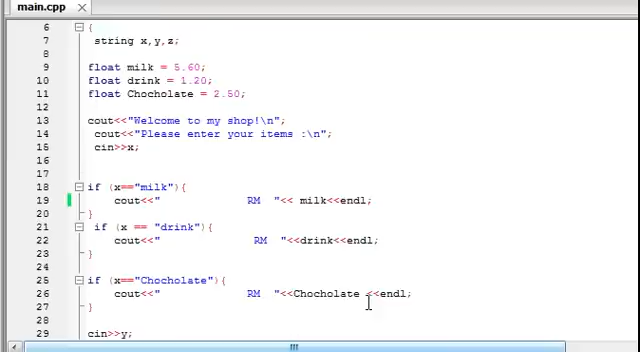 main.cpp X
6 {
7 string x,y,z;
8
9 float milk = 5.60;
10 float drink = 1.20;
11 float Chocholate = 2.50;
12
13 cout<<"Welcome to my shop!\n";
14 cout<<"Please enter your items :\n";
15 cin>>x;
16
17
18 if (x=="milk"){
19 cout<<" RM "<< milk<<endl;
20 }
21 if (x == "drink"){
22 cout<<" RM "<<drink<<endl;
23 }
24
25 if (x=="Chocholate"){
26 cout<<" RM "<<Chocholate <<endl;
27 }
28
29 cin>>y;